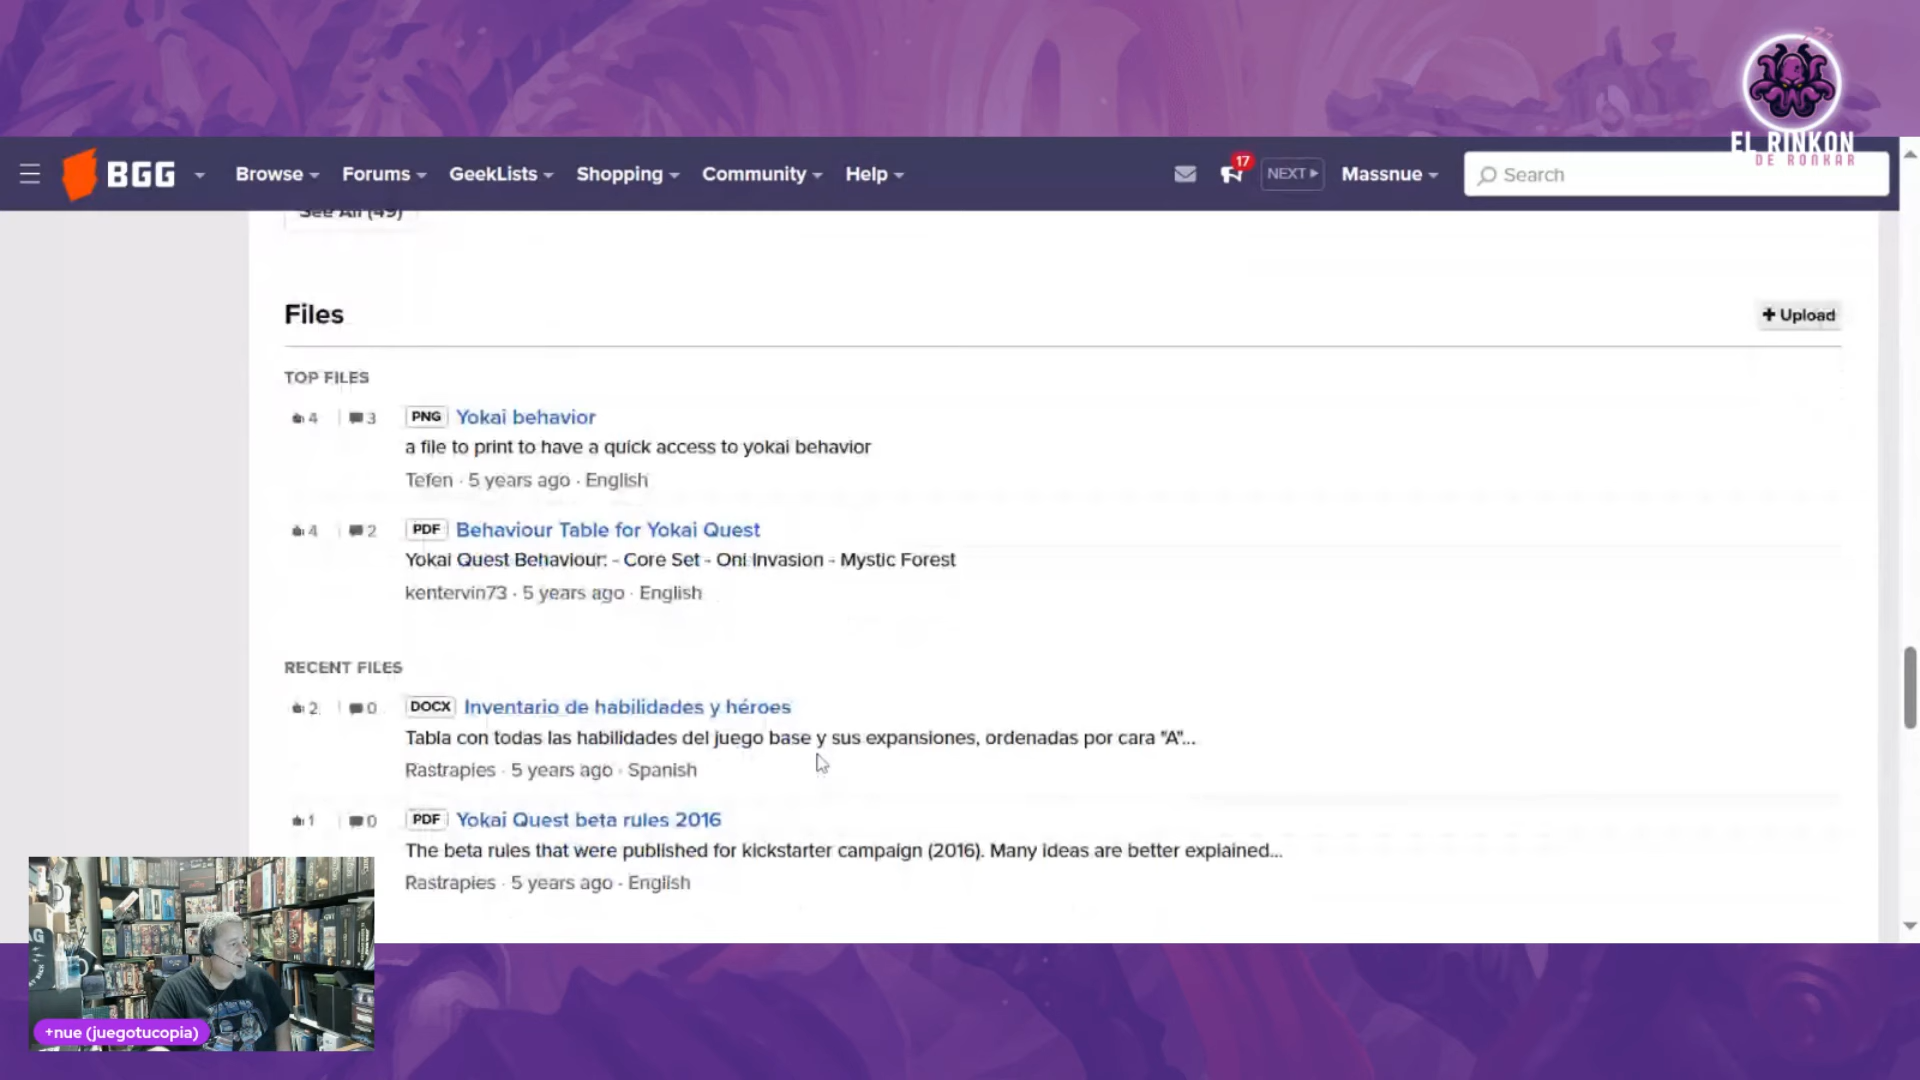 EL RINKON
DE RONKAR
BGG
Browse
Forums
GeekLists
Shopping
Community
Help
17
NEXT
Massnue
Search
See All (49)
Files
Upload
TOP FILES
4 3 PNG Yokai behavior
a file to print to have a quick access to yokai behavior
Tefen · 5 years ago · English
4 2 PDF Behaviour Table for Yokai Quest
Yokai Quest Behaviour: - Core Set - Oni Invasion - Mystic Forest
kentervin73 · 5 years ago · English
RECENT FILES
2 0 DOCX Inventario de habilidades y héroes
Tabla con todas las habilidades del juego base y sus expansiones, ordenadas por cara "A"...
Rastrapies · 5 years ago · Spanish
1 0 PDF Yokai Quest beta rules 2016
The beta rules that were published for kickstarter campaign (2016). Many ideas are better explained...
Rastrapies · 5 years ago · English
+nue (juegotucopia)